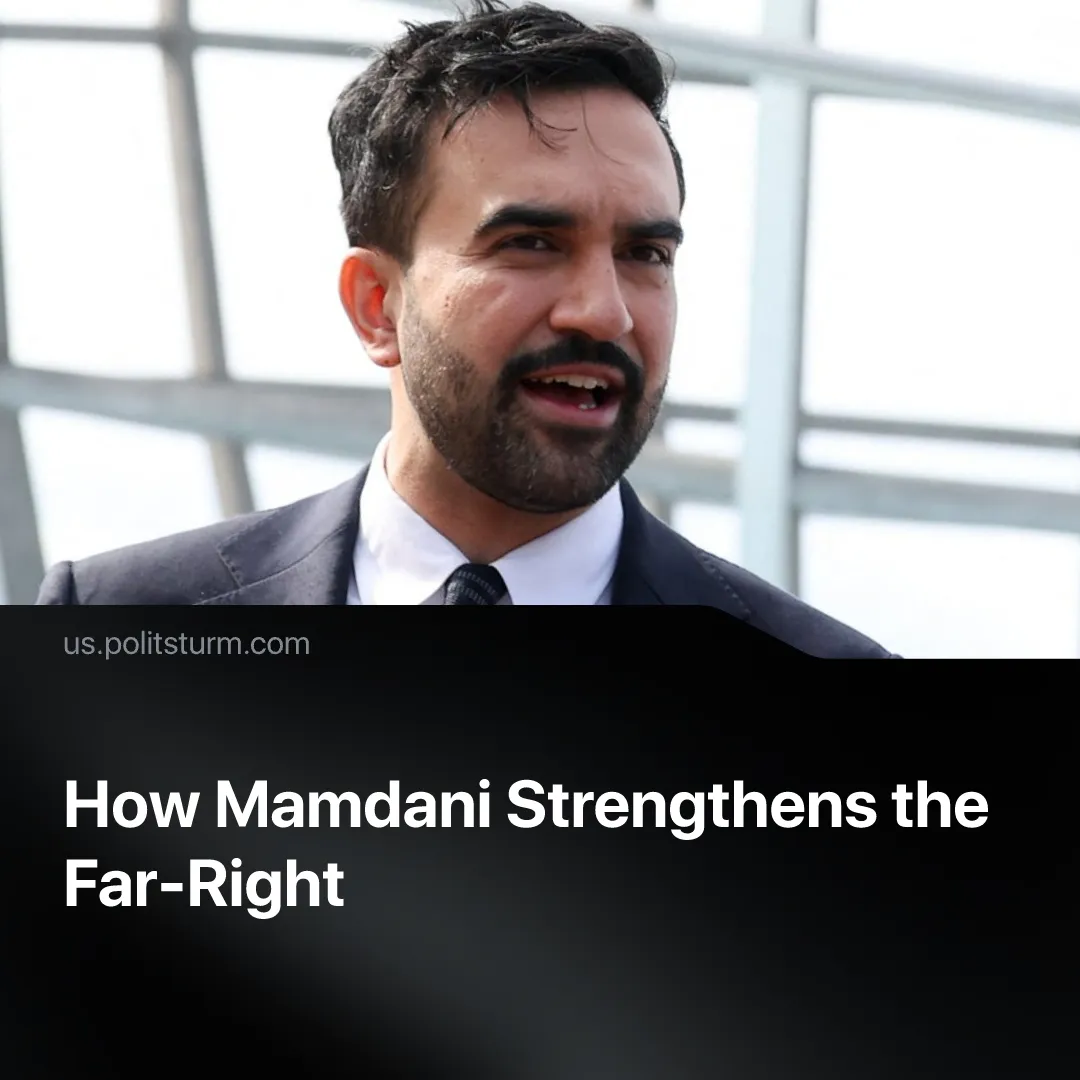 us.politsturm.com
How Mamdani Strengthens the
Far-Right